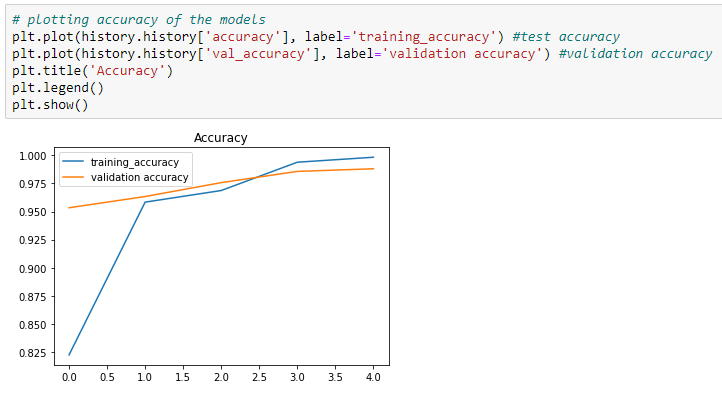 # plotting accuracy of the models
plt.plot(history.history['accuracy'], label='training_accuracy') #test accuracy
plt.plot(history.history['val_accuracy'], label='validation accuracy') #validation accuracy
plt.title('Accuracy')
plt.legend()
plt.show()
Accuracy
training_accuracy
validation accuracy
1.000
0.975
0.950
0.925
0.900
0.875
0.850
0.825
0.0 0.5 1.0 1.5 2.0 2.5 3.0 3.5 4.0